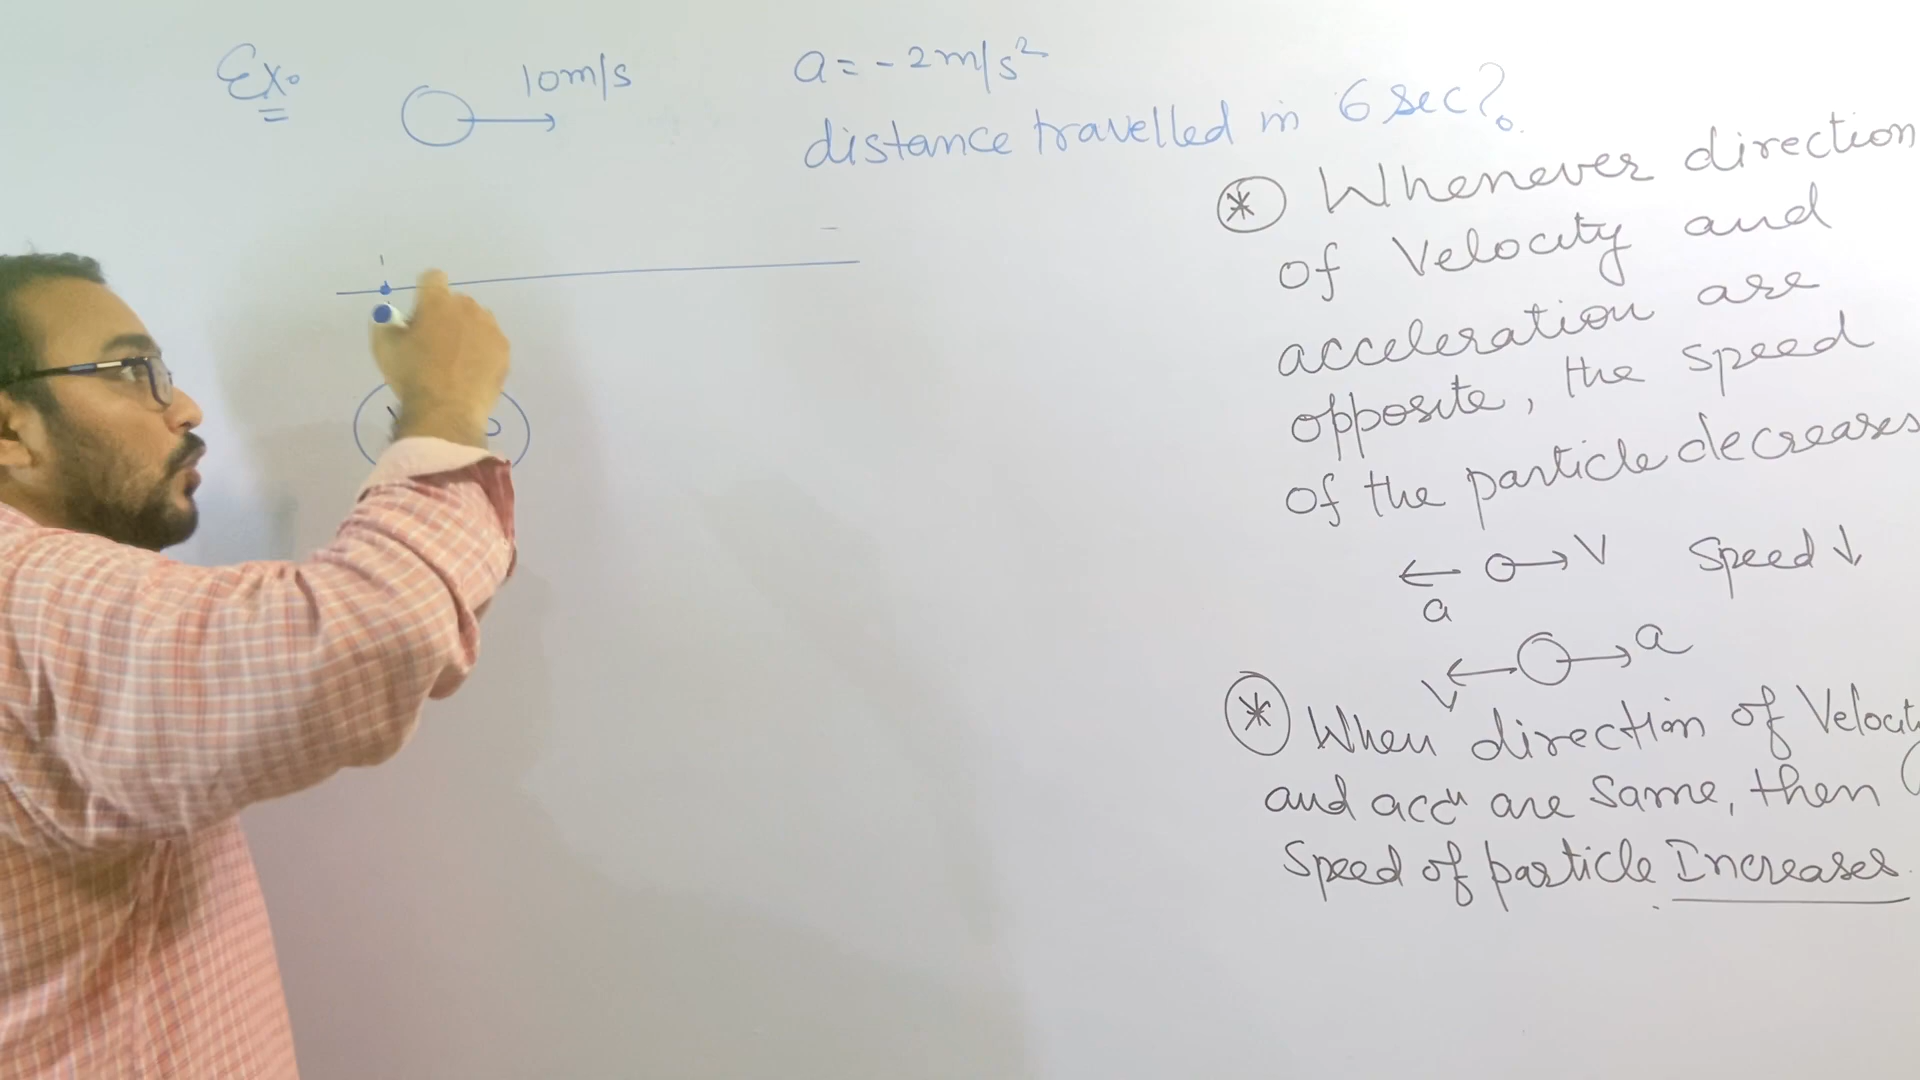 Ex.
10m/s
a = -2m/s²
distance travelled in 6 sec?
* Whenever direction
of Velocity and
acceleration are
opposite, the speed
of the particle decreases
V Speed ↓
a
a
V
* When direction of Velocity
and accⁿ are Same, then
Speed of particle Increases.